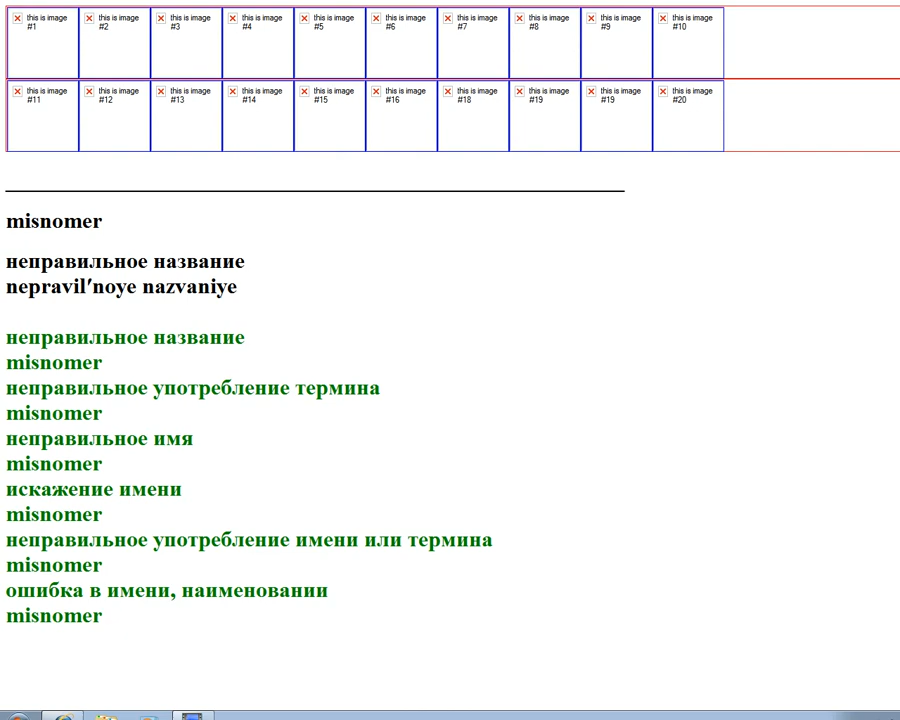 this is image #1 this is image #2 this is image #3 this is image #4 this is image #5 this is image #6 this is image #7 this is image #8 this is image #9 this is image #10
this is image #11 this is image #12 this is image #13 this is image #14 this is image #15 this is image #16 this is image #18 this is image #19 this is image #19 this is image #20
misnomer
неправильное название
nepravilʹnoye nazvaniye
неправильное название
misnomer
неправильное употребление термина
misnomer
неправильное имя
misnomer
искажение имени
misnomer
неправильное употребление имени или термина
misnomer
ошибка в имени, наименовании
misnomer